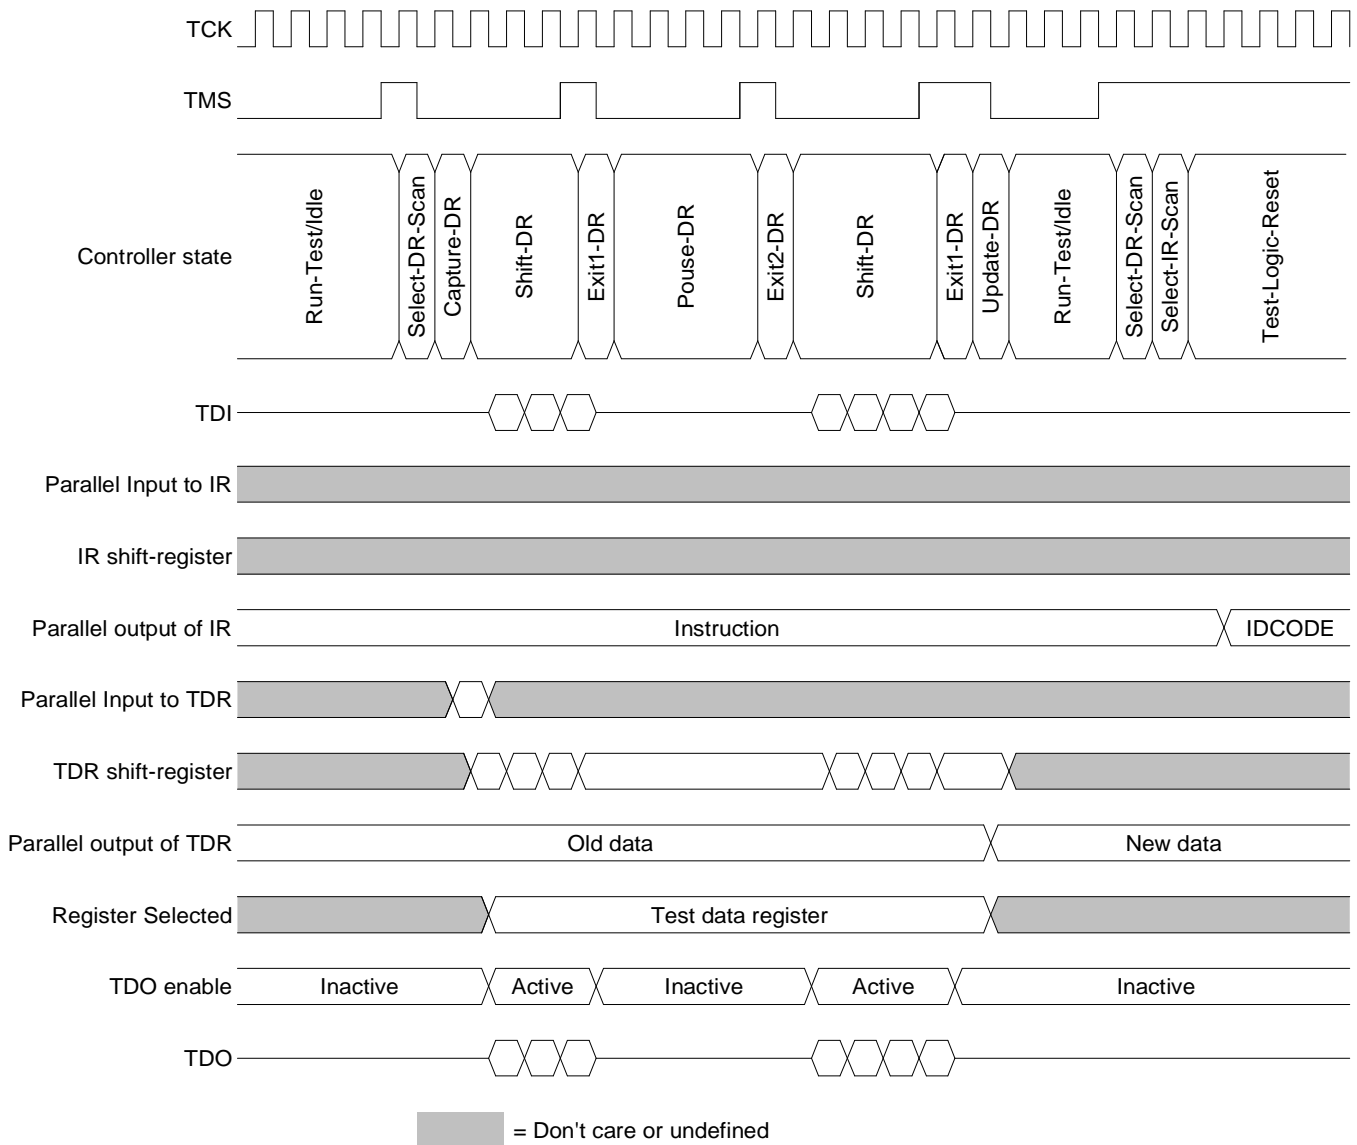 TCK
TMS
Controller state
Run-Test/Idle
Select-DR-Scan
Capture-DR
Shift-DR
Exit1-DR
Pouse-DR
Exit2-DR
Shift-DR
Exit1-DR
Update-DR
Run-Test/Idle
Select-DR-Scan
Select-IR-Scan
Test-Logic-Reset
TDI
Parallel Input to IR
IR shift-register
Parallel output of IR
Instruction
IDCODE
Parallel Input to TDR
TDR shift-register
Parallel output of TDR
Old data
New data
Register Selected
Test data register
TDO enable
Inactive
Active
Inactive
Active
Inactive
TDO
= Don't care or undefined